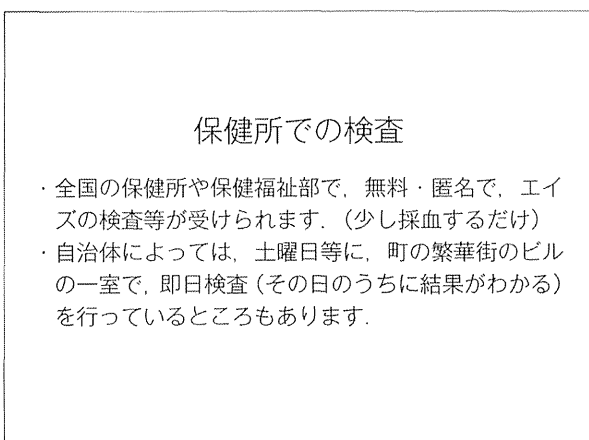 保健所での検査
・全国の保健所や保健福祉部で，無料・匿名で，エイ
ズの検査等が受けられます．（少し採血するだけ）
・自治体によっては，土曜日等に，町の繁華街のビル
の一室で，即日検査（その日のうちに結果がわかる）
を行っているところもあります．